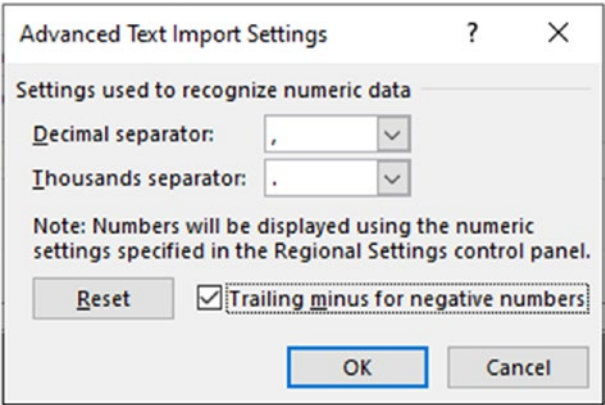 Advanced Text Import Settings ?
Settings used to recognize numeric data
Decimal separator: ,
Thousands separator: .
Note: Numbers will be displayed using the numeric
settings specified in the Regional Settings control panel.
Reset Trailing minus for negative numbers
OK Cancel